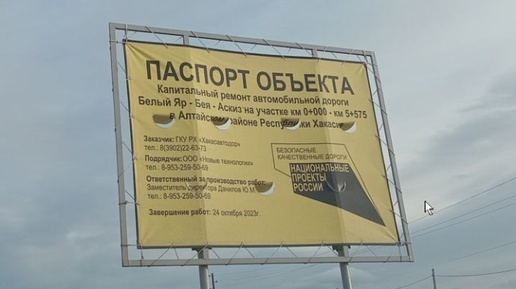 ПАСПОРТ ОБЪЕКТА
Капитальный ремонт автомобильной дороги
Белый Яр - Бея - Аскиз на участке км 0+000 - км 5+575
в Алтайском районе Республики Хакасия
Заказчик: ГКУ РХ «Хакасавтодор»
тел.: 8(3902)22-63-73
Подрядчик: ООО «Новые технологии»
тел.: 8-953-259-50-69
Ответственный за производство работ:
Заместитель директора Данилов Ю.М.
тел.: 8-953-259-50-69
Завершение работ: 24 октября 2023г.
БЕЗОПАСНЫЕ
КАЧЕСТВЕННЫЕ ДОРОГИ
НАЦИОНАЛЬНЫЕ
ПРОЕКТЫ
РОССИИ